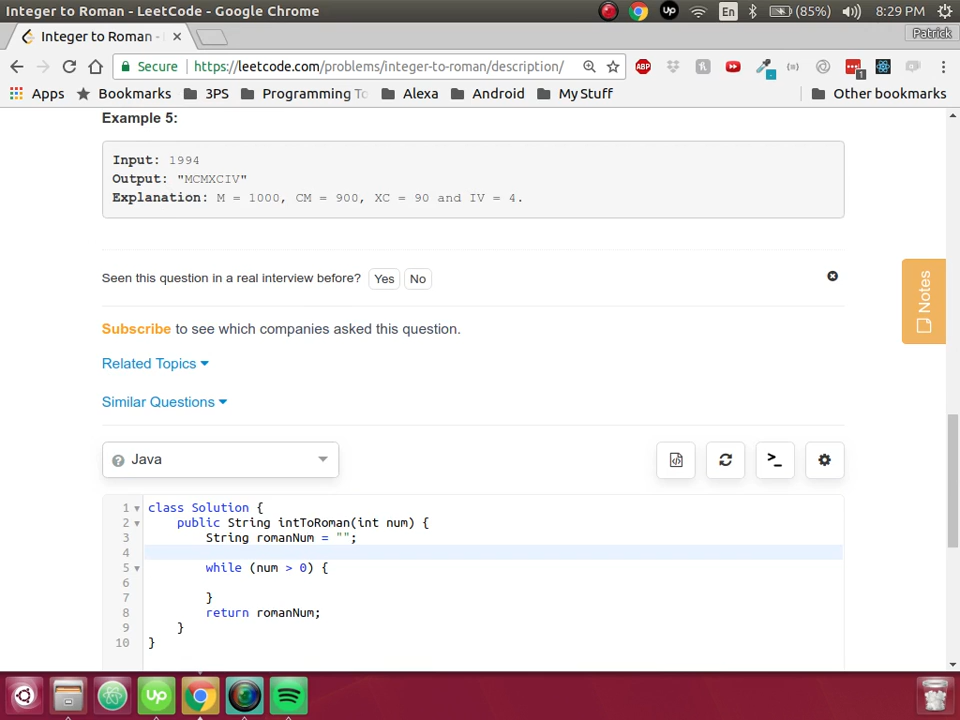 Integer to Roman - LeetCode - Google Chrome
Up
En
(85%)
8:29 PM
Integer to Roman -
Patrick
Secure
https://leetcode.com/problems/integer-to-roman/description/
ABP
1
Apps
Bookmarks
3PS
Programming To
Alexa
Android
My Stuff
Other bookmarks
Example 5:
Input: 1994
Output: "MCMXCIV"
Explanation: M = 1000, CM = 900, XC = 90 and IV = 4.
Seen this question in a real interview before?
Yes
No
Notes
Subscribe to see which companies asked this question.
Related Topics
Similar Questions
Java
1 class Solution {
2 public String intToRoman(int num) {
3 String romanNum = "";
4
5 while (num > 0) {
6
7 }
8 return romanNum;
9 }
10 }
Up